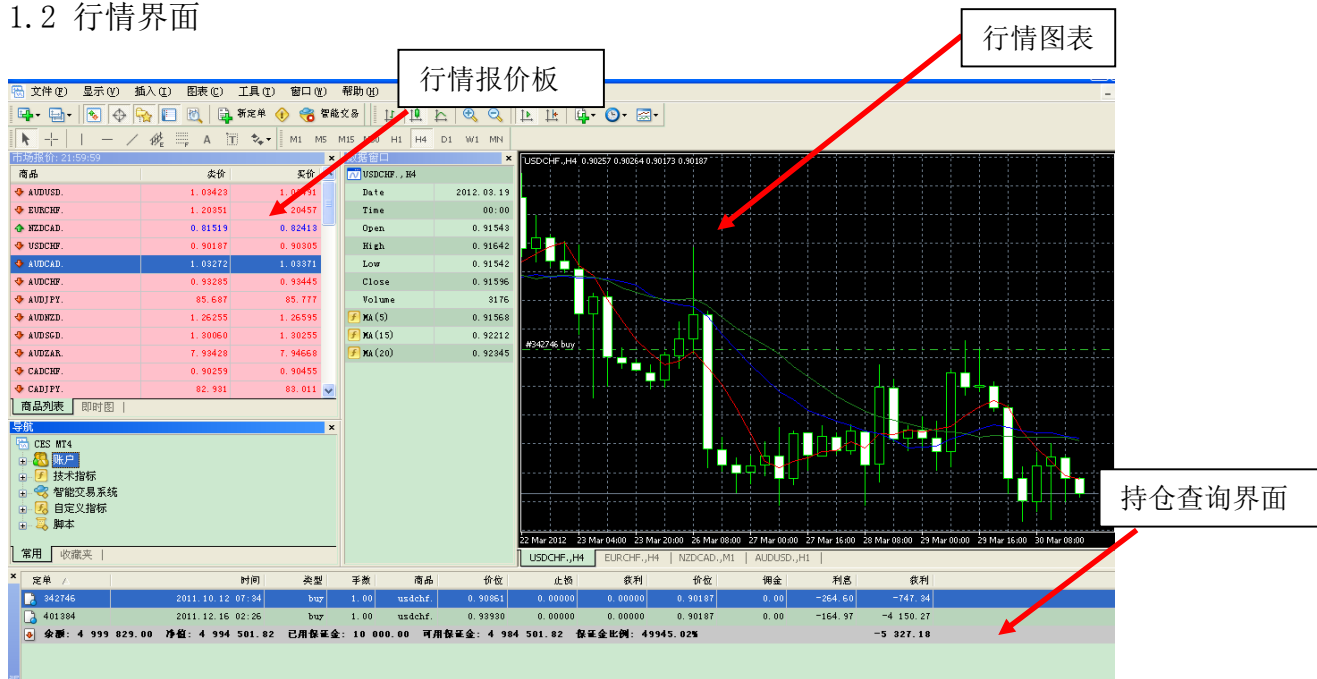 1.2 行情界面
行情图表
行情报价板
文件(F) 显示(V) 插入(I) 图表(C) 工具(T) 窗口(W) 帮助(H)
新定单 智能交易
A T M1 M5 M15 H1 H4 D1 W1 MN
市场报价: 21:59:59
商品 卖价 买价
AUDUSD. 1.03423
EURCHF. 1.20351 20457
NZDCAD. 0.81519 0.82413
USDCHF. 0.90187 0.90305
AUDCAD. 1.03272 1.03371
AUDCHF. 0.93285 0.93445
AUDJPY. 85.687 85.777
AUDNZD. 1.26255 1.26595
AUDSGD. 1.30060 1.30255
AUDZAR. 7.93428 7.94668
CADCHF. 0.90259 0.90455
CADJPY. 82.931 83.011
商品列表 即时图
数据窗口
USDCHF.,H4
Date 2012.03.19
Time 00:00
Open 0.91543
High 0.91642
Low 0.91542
Close 0.91596
Volume 3176
MA(5) 0.91568
MA(15) 0.92212
MA(20) 0.92345
USDCHF.,H4 0.90257 0.90264 0.90173 0.90187
#342746 buy
22 Mar 2012 23 Mar 04:00 23 Mar 20:00 26 Mar 08:00 27 Mar 00:00 27 Mar 16:00 28 Mar 08:00 29 Mar 00:00 29 Mar 16:00 30 Mar 08:00
USDCHF.,H4 EURCHF.,H4 NZDCAD.,M1 AUDUSD.,H1
导航
CES MT4
账户
技术指标
智能交易系统
自定义指标
脚本
常用 收藏夹
持仓查询界面
定单 / 时间 类型 手数 商品 价位 止损 获利 价位 佣金 利息 获利
342746 2011.10.12 07:34 buy 1.00 usdchf. 0.90861 0.00000 0.00000 0.90187 0.00 -264.60 -747.34
401384 2011.12.16 02:26 buy 1.00 usdchf. 0.93930 0.00000 0.00000 0.90187 0.00 -164.97 -4 150.27
余额: 4 999 829.00 净值: 4 994 501.82 已用保证金: 10 000.00 可用保证金: 4 984 501.82 保证金比例: 49945.02% -5 327.18